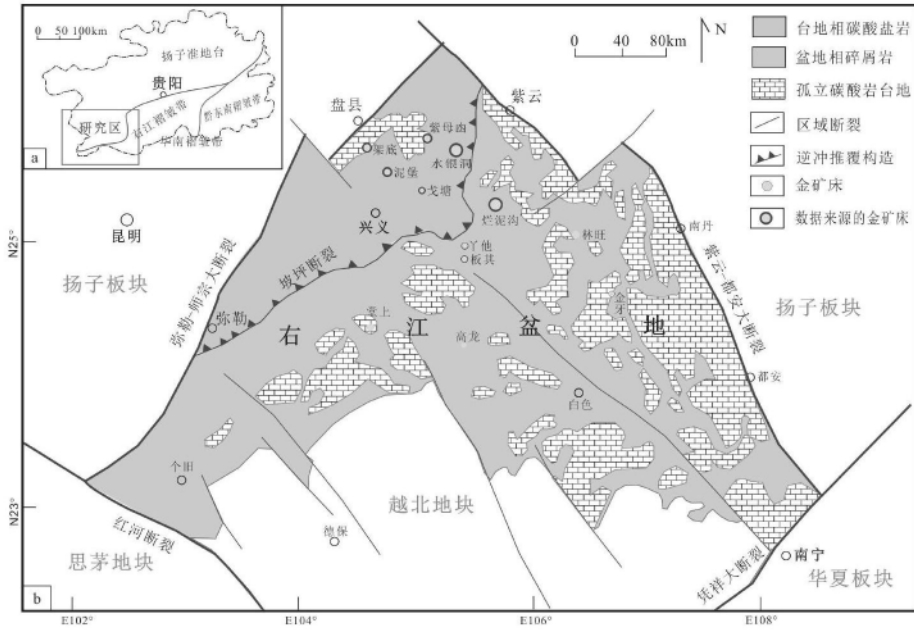 a
0 50 100km
扬子准地台
贵阳
研究区
右江褶皱带
黔东南褶皱带
华南褶皱带
0 40 80km
N
台地相碳酸盐岩
盆地相碎屑岩
孤立碳酸岩台地
区域断裂
逆冲推覆构造
金矿床
数据来源的金矿床
盘县
紫云
紫母凼
架底
水银洞
泥堡
戈塘
烂泥沟
兴义
林旺
南丹
昆明
丫他
板其
N25°
扬子板块
弥勒-师宗大断裂
坡坪断裂
紫云-都安大断裂
扬子板块
弥勒
堂上
金牙
右江盆地
高龙
都安
白色
个旧
越北地块
N23°
红河断裂
德保
思茅地块
凭祥大断裂
南宁
华夏板块
b
E102° E104° E106° E108°